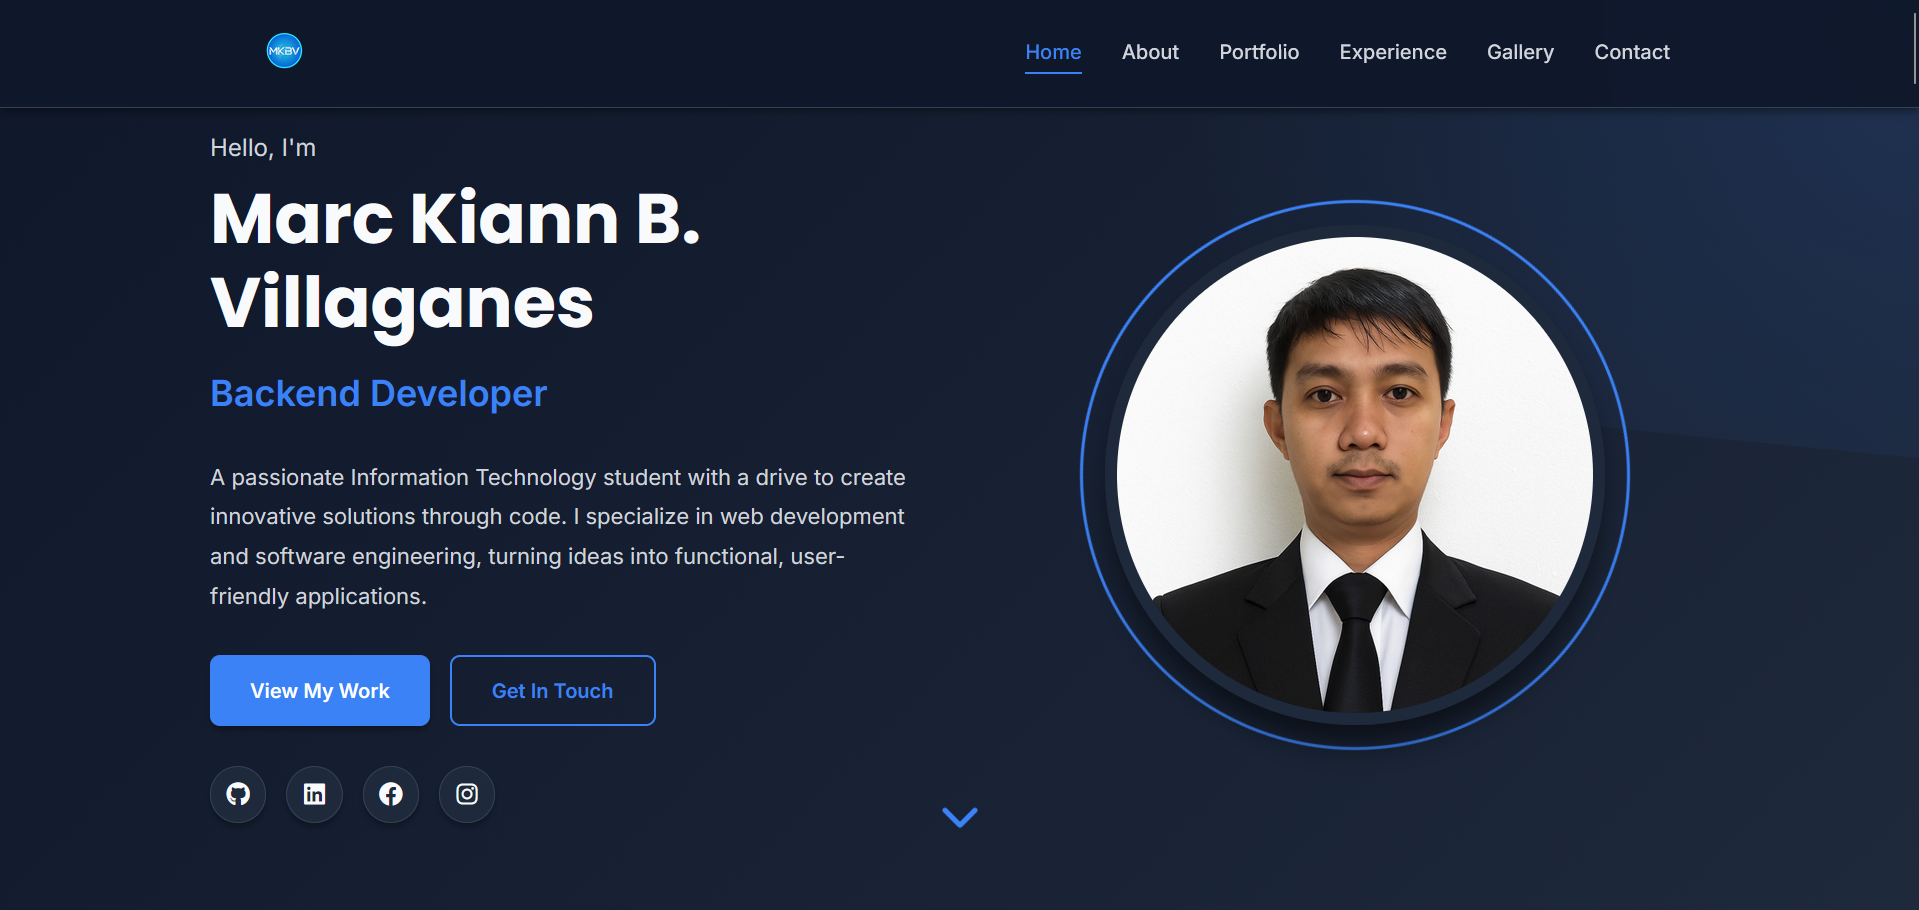 MKBV
Home About Portfolio Experience Gallery Contact
Hello, I'm
Marc Kiann B.
Villaganes
Backend Developer
A passionate Information Technology student with a drive to create
innovative solutions through code. I specialize in web development
and software engineering, turning ideas into functional, user-
friendly applications.
View My Work Get In Touch